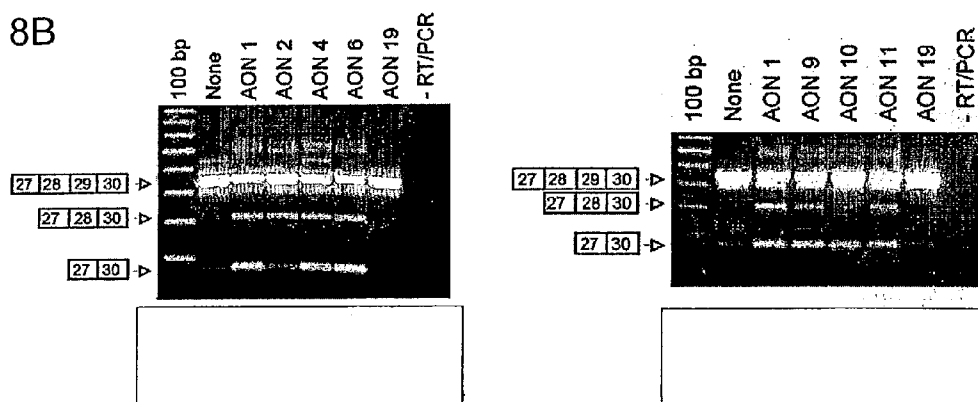 8B
100 bp None AON 1 AON 2 AON 4 AON 6 AON 19 - RT/PCR
27 28 29 30
27 28 30
27 30
100 bp None AON 1 AON 9 AON 10 AON 11 AON 19 - RT/PCR
27 28 29 30
27 28 30
27 30